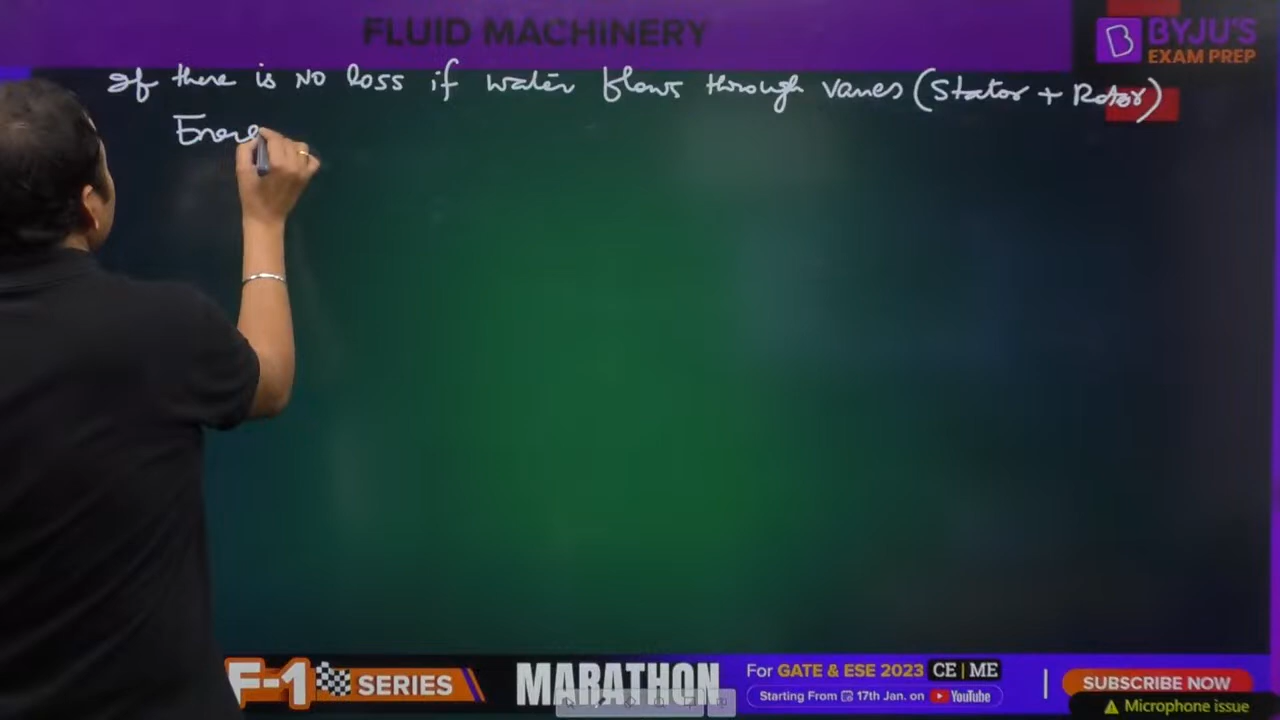 FLUID MACHINERY
BYJU'S
EXAM PREP
If there is NO loss if water flows through vanes (Stator + Rotor)
Ener
F-1 SERIES
MARATHON
For GATE & ESE 2023 CE | ME
Starting From 17th Jan. on YouTube
SUBSCRIBE NOW
Microphone issue